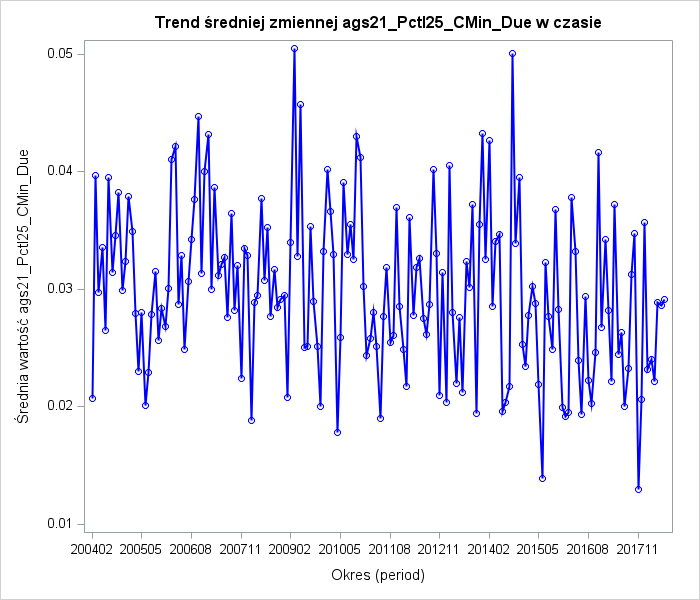 Trend średniej zmiennej ags21_Pctl25_CMin_Due w czasie
0.05
0.04
0.03
0.02
0.01
Średnia wartość ags21_Pctl25_CMin_Due
200402 200505 200608 200711 200902 201005 201108 201211 201402 201505 201608 201711
Okres (period)